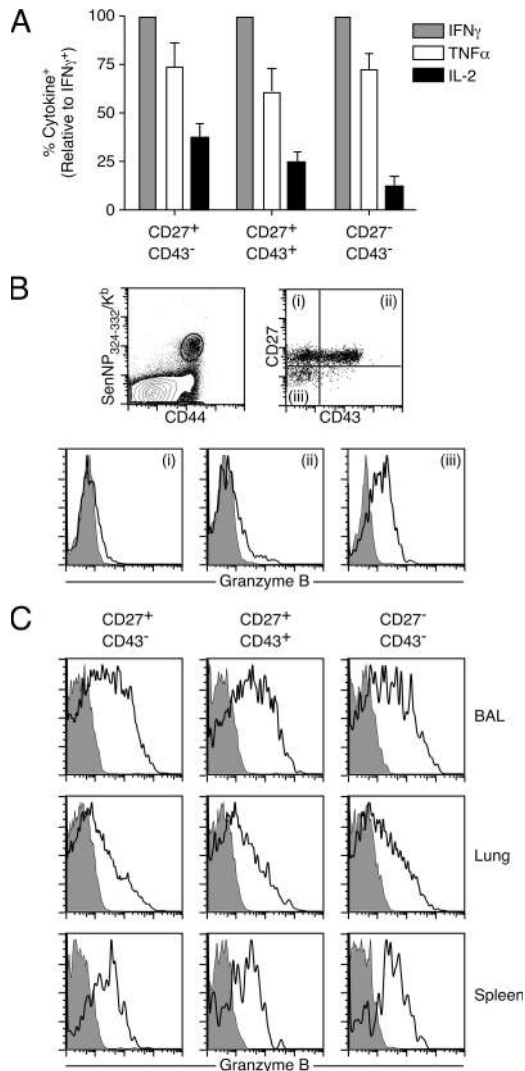 A
% Cytokine⁺
(Relative to IFNγ⁺)
100
75
50
25
0
IFNγ
TNFα
IL-2
CD27⁺ CD27⁺ CD27⁻
CD43⁻ CD43⁺ CD43⁻
B
SenNP₃₂₄₋₃₃₂/Kᵇ
CD44
CD27
(i) (ii)
(iii)
CD43
(i) (ii) (iii)
Granzyme B
C
CD27⁺ CD27⁺ CD27⁻
CD43⁻ CD43⁺ CD43⁻
BAL
Lung
Spleen
Granzyme B